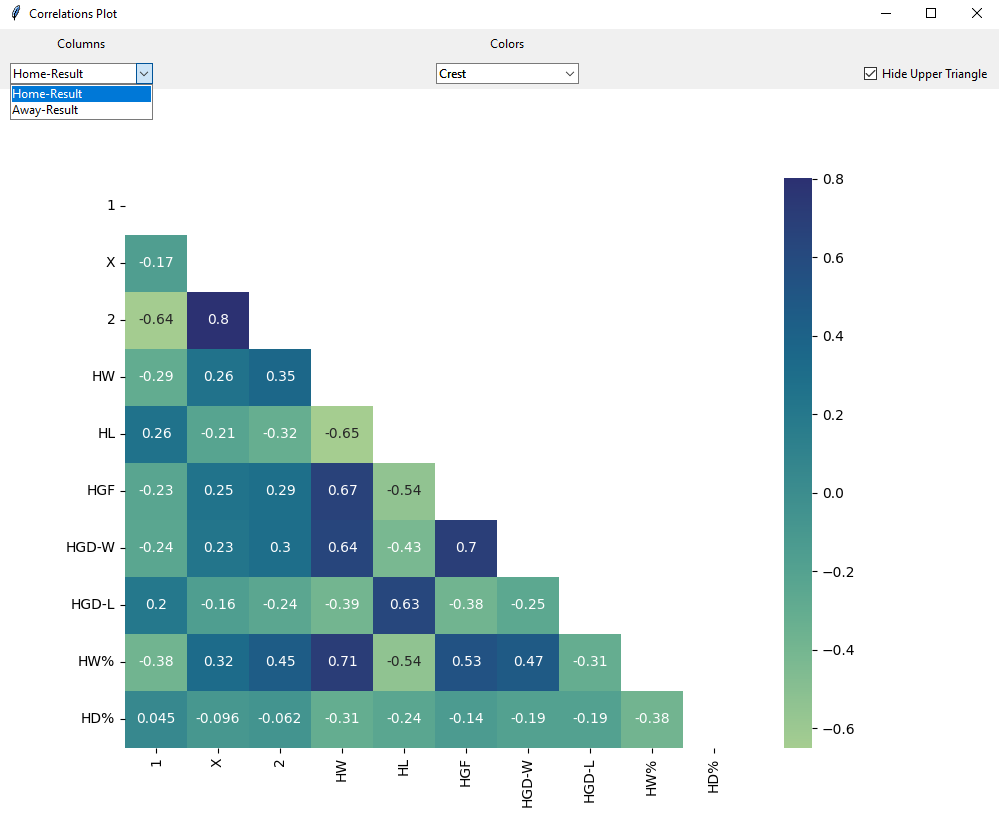 Correlations Plot
Columns Colors
Home-Result Crest Hide Upper Triangle
Home-Result
Away-Result
0.8
1
X -0.17
0.6
2 -0.64 0.8
0.4
HW -0.29 0.26 0.35
0.2
HL 0.26 -0.21 -0.32 -0.65
HGF -0.23 0.25 0.29 0.67 -0.54
0.0
HGD-W -0.24 0.23 0.3 0.64 -0.43 0.7
−0.2
HGD-L 0.2 -0.16 -0.24 -0.39 0.63 -0.38 -0.25
−0.4
HW% -0.38 0.32 0.45 0.71 -0.54 0.53 0.47 -0.31
HD% 0.045 -0.096 -0.062 -0.31 -0.24 -0.14 -0.19 -0.19 -0.38
−0.6
1 X 2 HW HL HGF HGD-W HGD-L HW% HD%